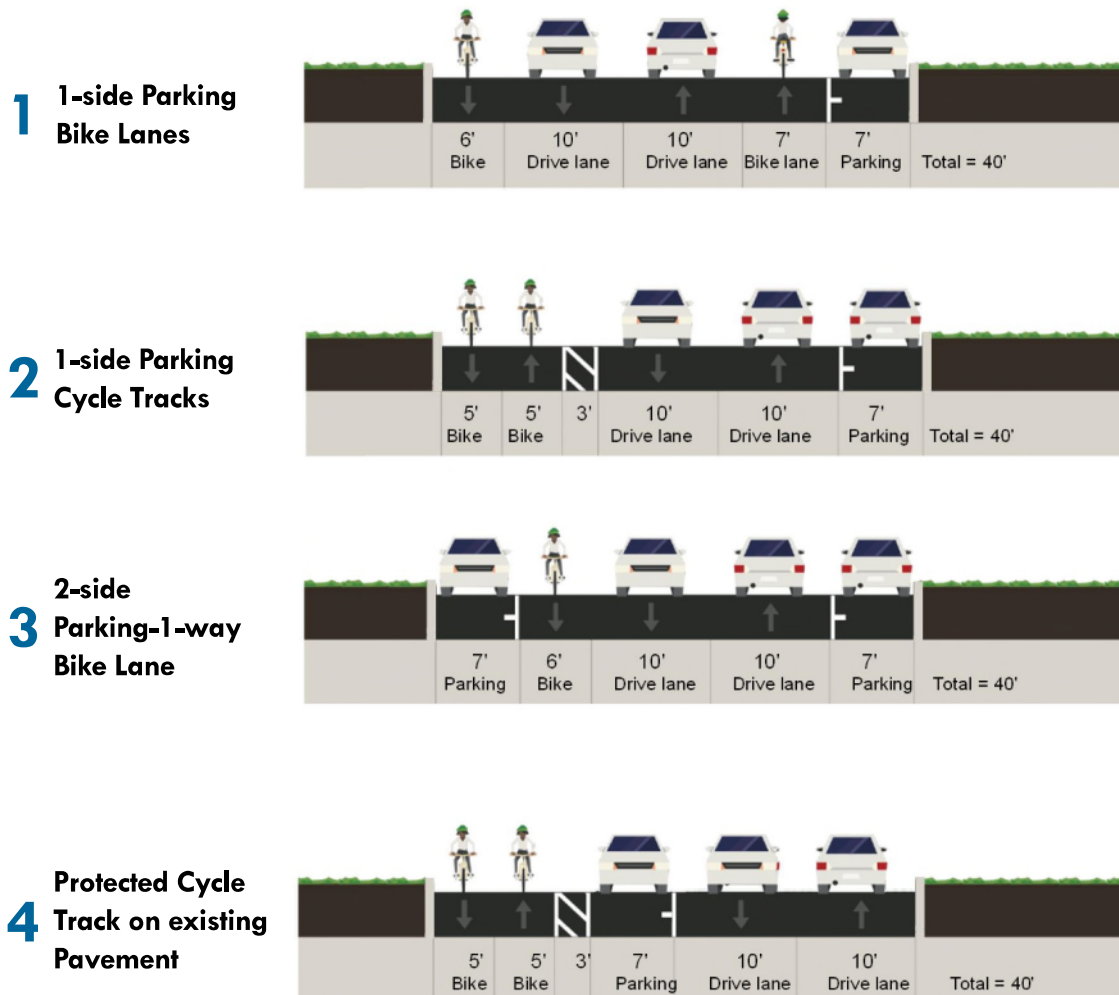 1
1-side Parking
Bike Lanes
6' 10' 10' 7' 7'
Bike Drive lane Drive lane Bike lane Parking Total = 40'
2
1-side Parking
Cycle Tracks
5' 5' 3' 10' 10' 7'
Bike Bike Drive lane Drive lane Parking Total = 40'
3
2-side
Parking-1-way
Bike Lane
7' 6' 10' 10' 7'
Parking Bike Drive lane Drive lane Parking Total = 40'
4
Protected Cycle
Track on existing
Pavement
5' 5' 3' 7' 10' 10'
Bike Bike Parking Drive lane Drive lane Total = 40'